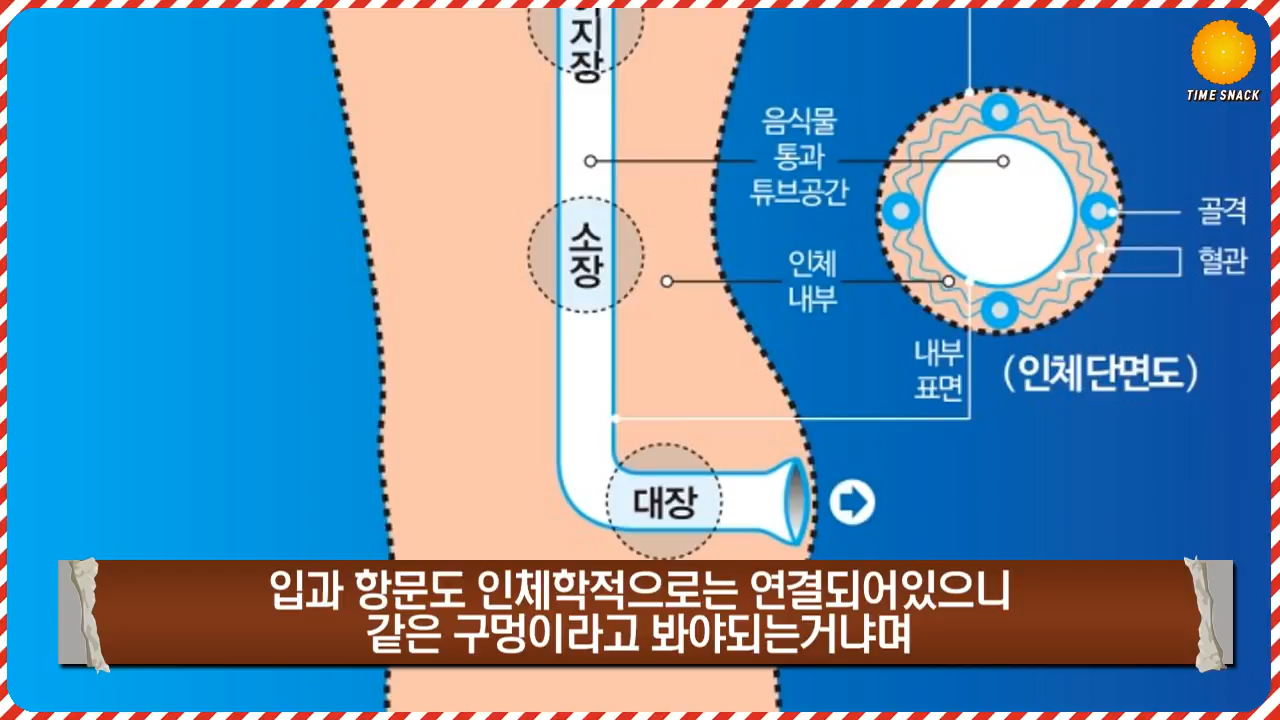 지
장
TIME SNACK
음식물
통과
튜브공간
골격
소
장
인체
내부
혈관
내부
표면
(인체단면도)
대장
입과 항문도 인체학적으로는 연결되어있으니
같은 구멍이라고 봐야되는거냐며